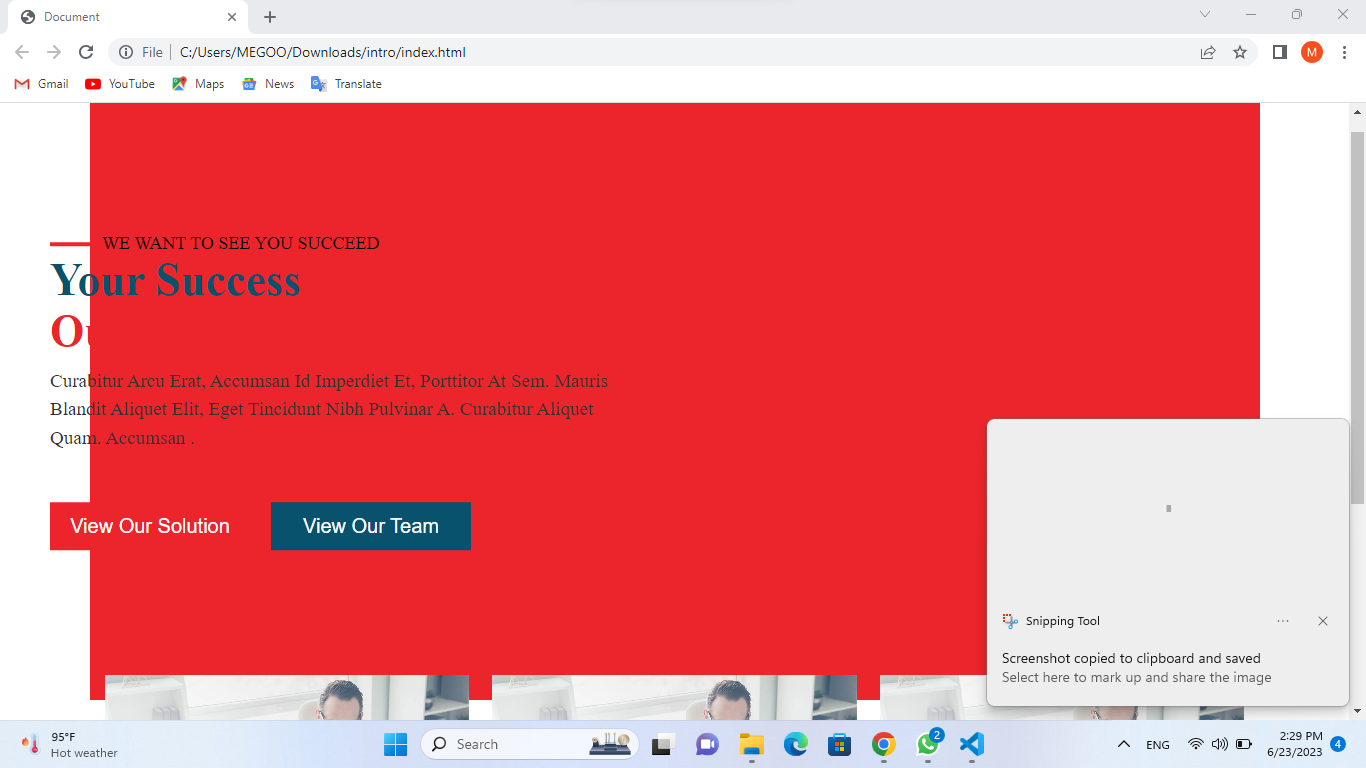 Document
File
C:/Users/MEGOO/Downloads/intro/index.html
M
Gmail
YouTube
Maps
News
Translate
WE WANT TO SEE YOU SUCCEED
Your Success
Curabitur Arcu Erat, Accumsan Id Imperdiet Et, Porttitor At Sem. Mauris
Blandit Aliquet Elit, Eget Tincidunt Nibh Pulvinar A. Curabitur Aliquet
Quam. Accumsan .
View Our Solution
View Our Team
Snipping Tool
Screenshot copied to clipboard and saved
Select here to mark up and share the image
95°F
Hot weather
Search
2
ENG
2:29 PM
6/23/2023
4